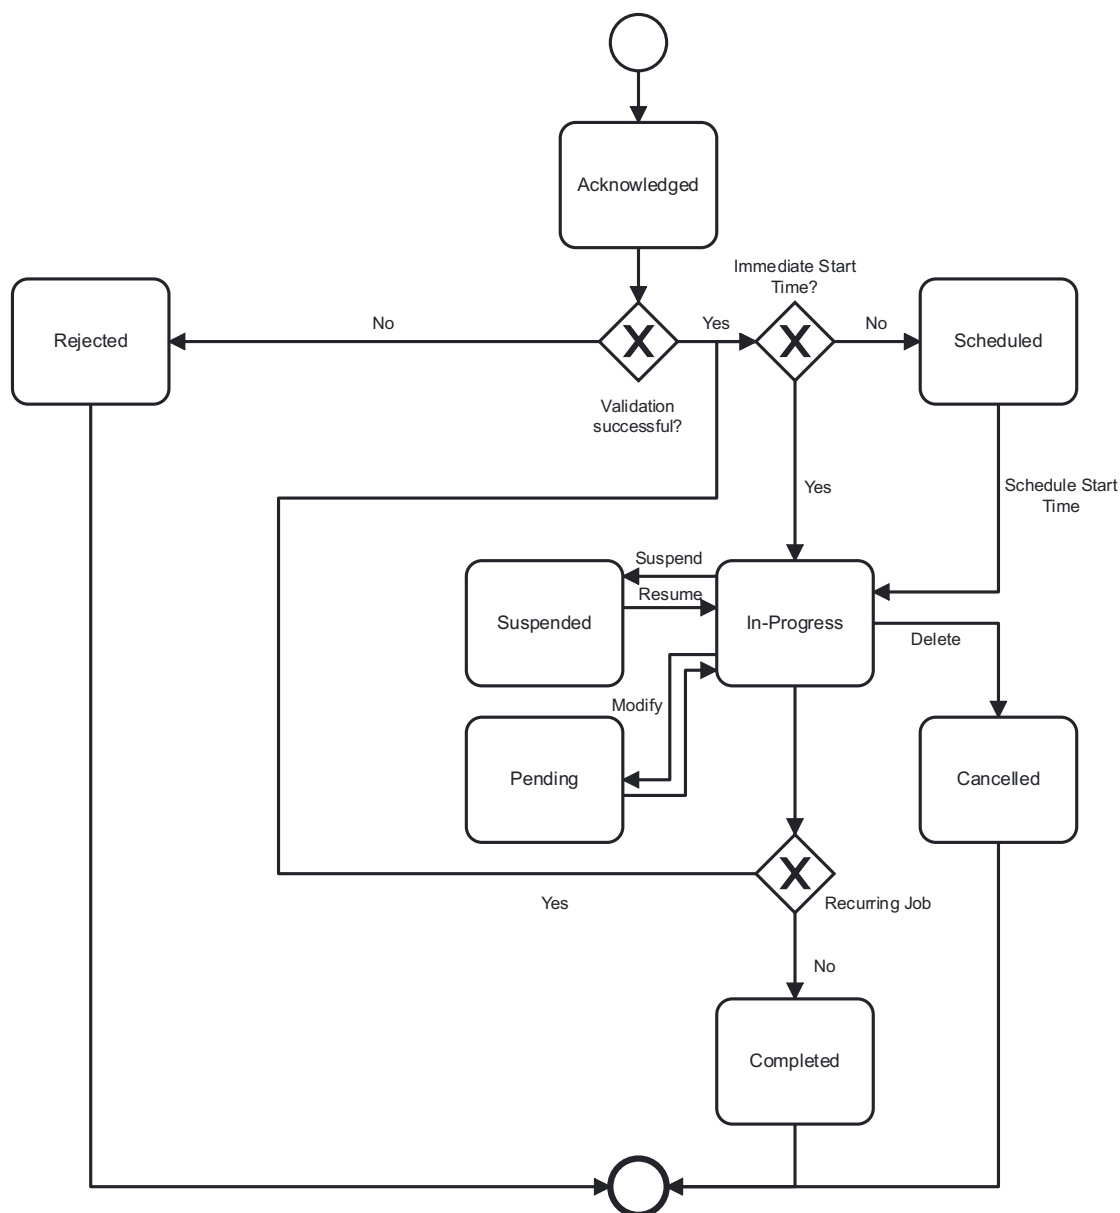 Acknowledged
Immediate Start
Time?
No
Yes
No
Rejected
X
X
Scheduled
Validation
successful?
Yes
Schedule Start
Time
Suspend
Resume
Suspended
In-Progress
Delete
Modify
Pending
Cancelled
X
Yes
Recurring Job
No
Completed